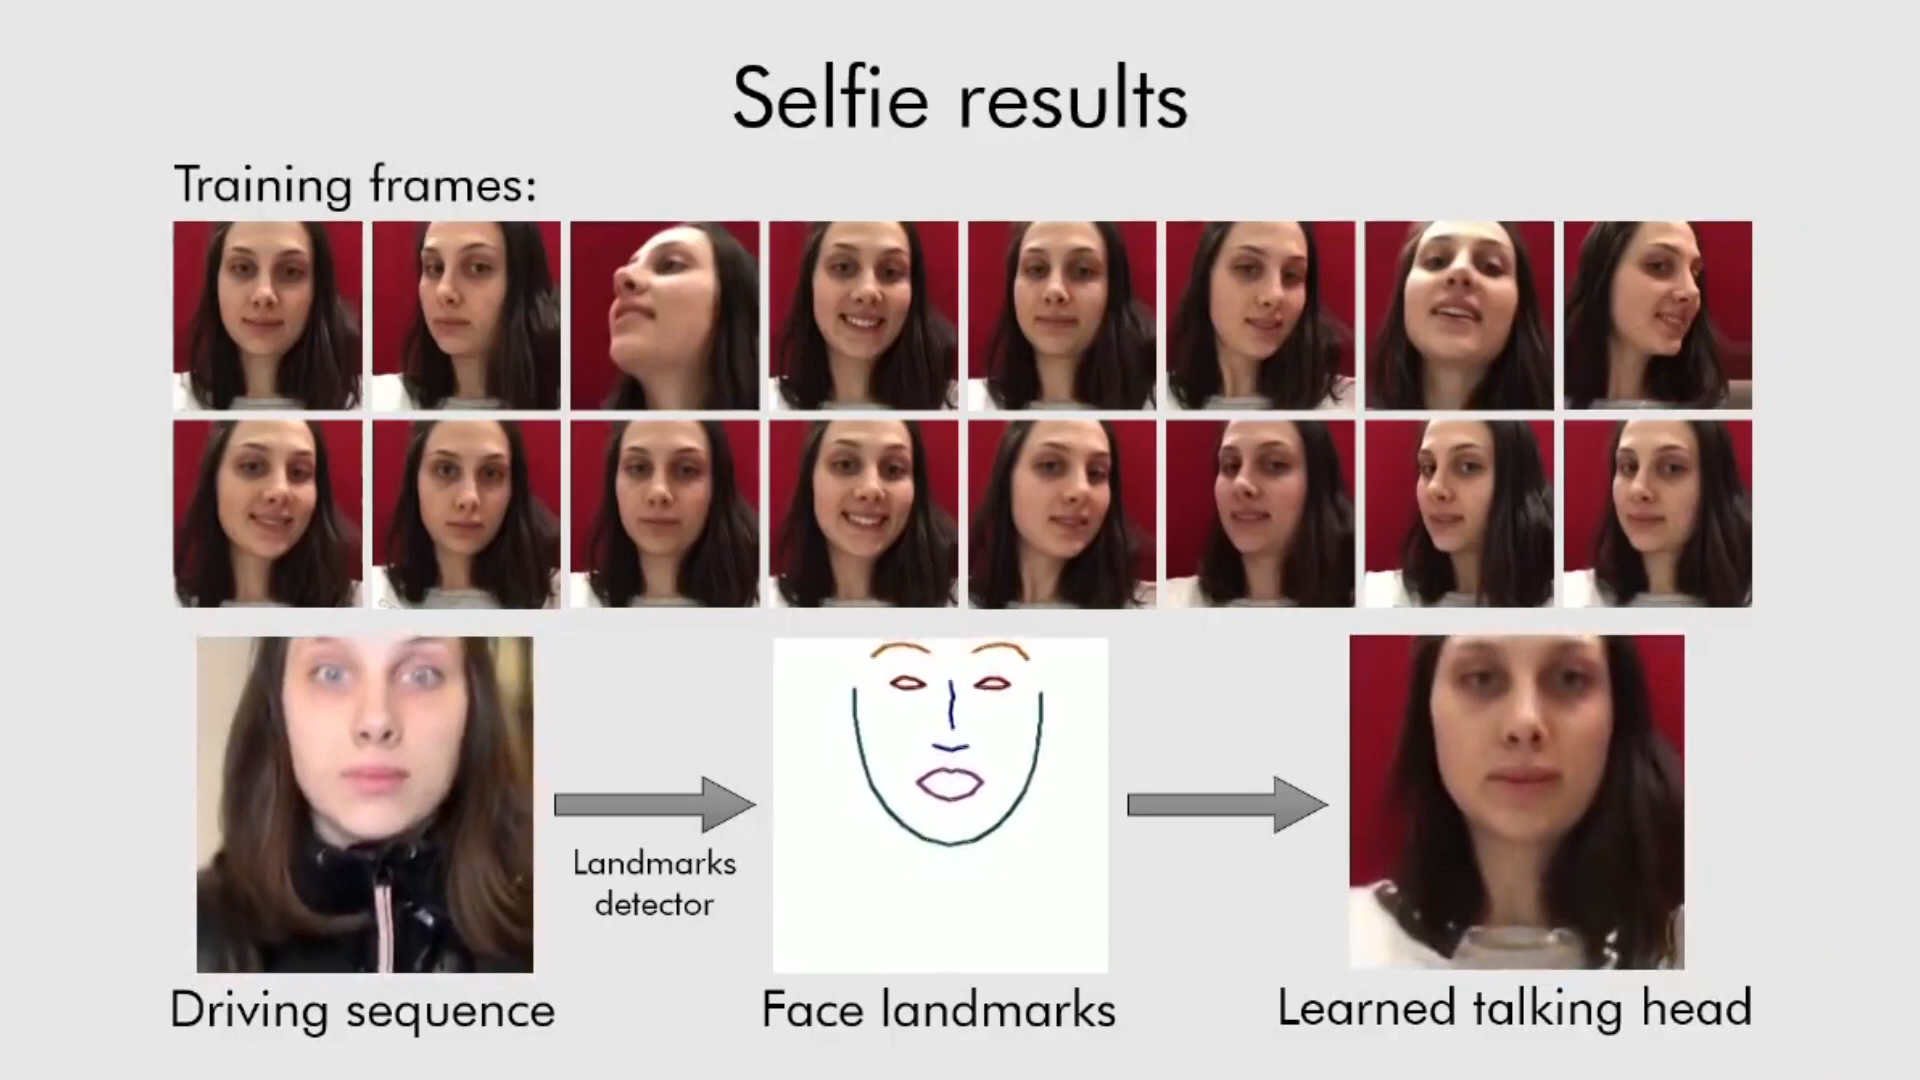 Selfie results
Training frames:
Landmarks
detector
Driving sequence
Face landmarks
Learned talking head